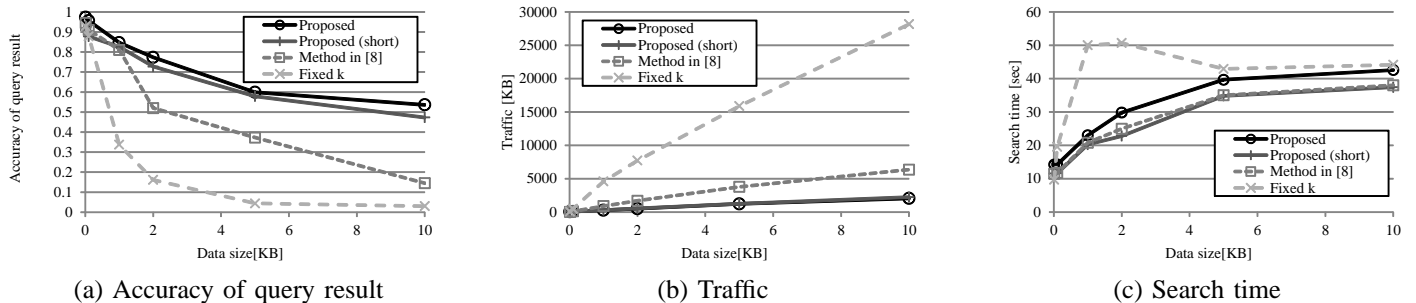 1
0.9
0.8
0.7
0.6
0.5
0.4
0.3
0.2
0.1
0
Accuracy of query result
Proposed
Proposed (short)
Method in [8]
Fixed k
0 2 4 6 8 10
Data size[KB]
(a) Accuracy of query result
30000
25000
20000
15000
10000
5000
0
Traffic [KB]
Proposed
Proposed (short)
Method in [8]
Fixed k
0 2 4 6 8 10
Data size[KB]
(b) Traffic
60
50
40
30
20
10
0
Search time [sec]
Proposed
Proposed (short)
Method in [8]
Fixed k
0 2 4 6 8 10
Data size[KB]
(c) Search time